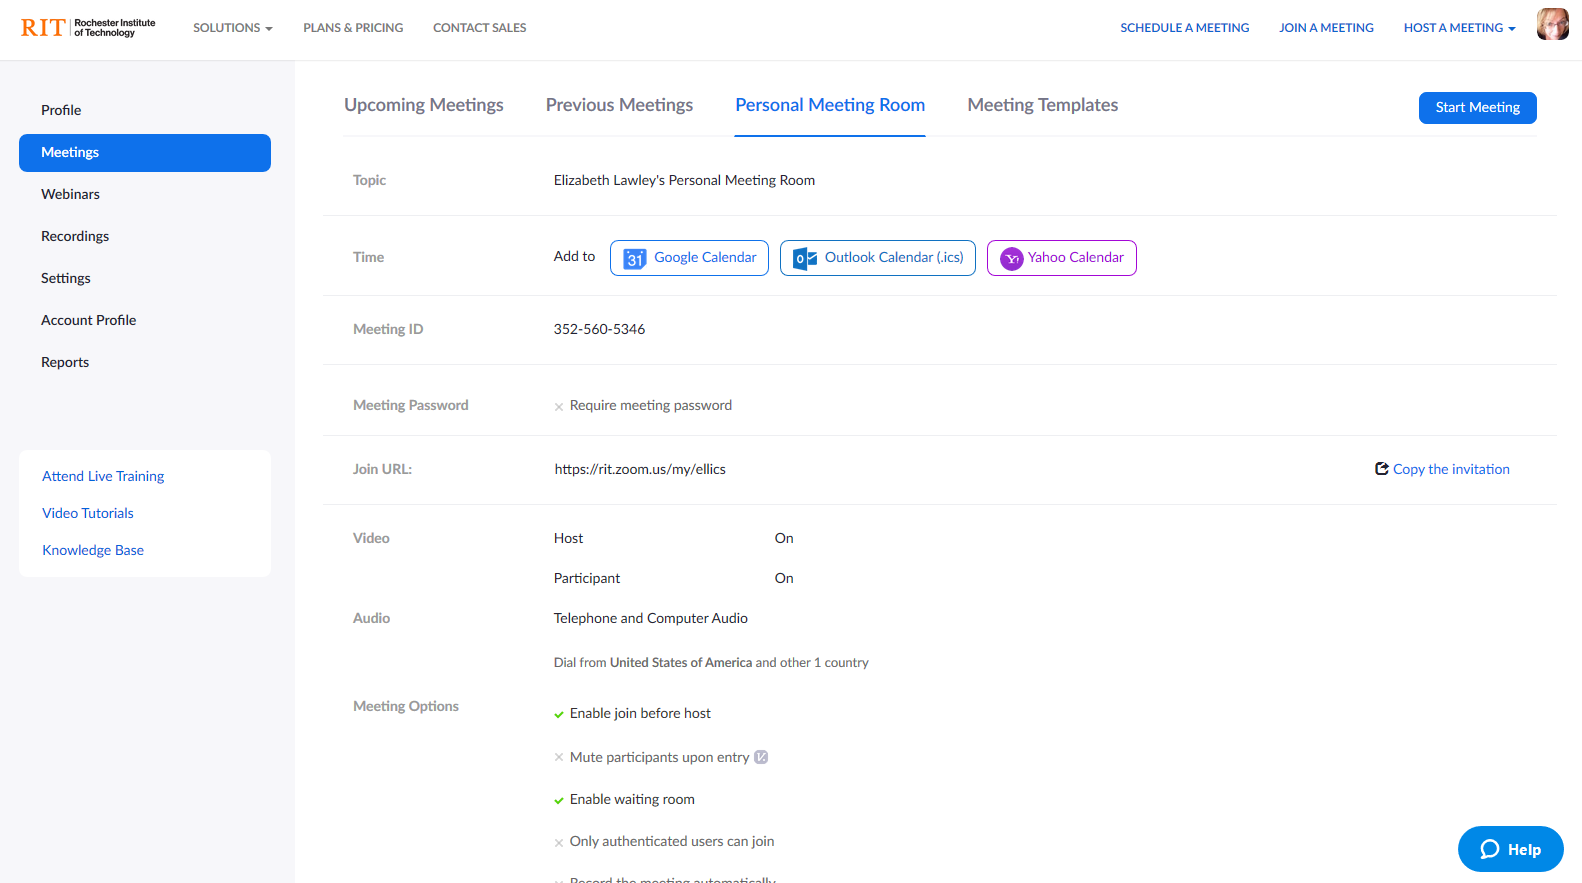 RIT Rochester Institute
of Technology
SOLUTIONS PLANS & PRICING CONTACT SALES SCHEDULE A MEETING JOIN A MEETING HOST A MEETING
Profile
Meetings
Webinars
Recordings
Settings
Account Profile
Reports
Attend Live Training
Video Tutorials
Knowledge Base
Upcoming Meetings Previous Meetings Personal Meeting Room Meeting Templates Start Meeting
Topic Elizabeth Lawley's Personal Meeting Room
Time Add to 31 Google Calendar Outlook Calendar (.ics) Yahoo Calendar
Meeting ID 352-560-5346
Meeting Password Require meeting password
Join URL: https://rit.zoom.us/my/ellics Copy the invitation
Video Host On
Participant On
Audio Telephone and Computer Audio
Dial from United States of America and other 1 country
Meeting Options Enable join before host
Mute participants upon entry
Enable waiting room
Only authenticated users can join
Record the meeting automatically
Help